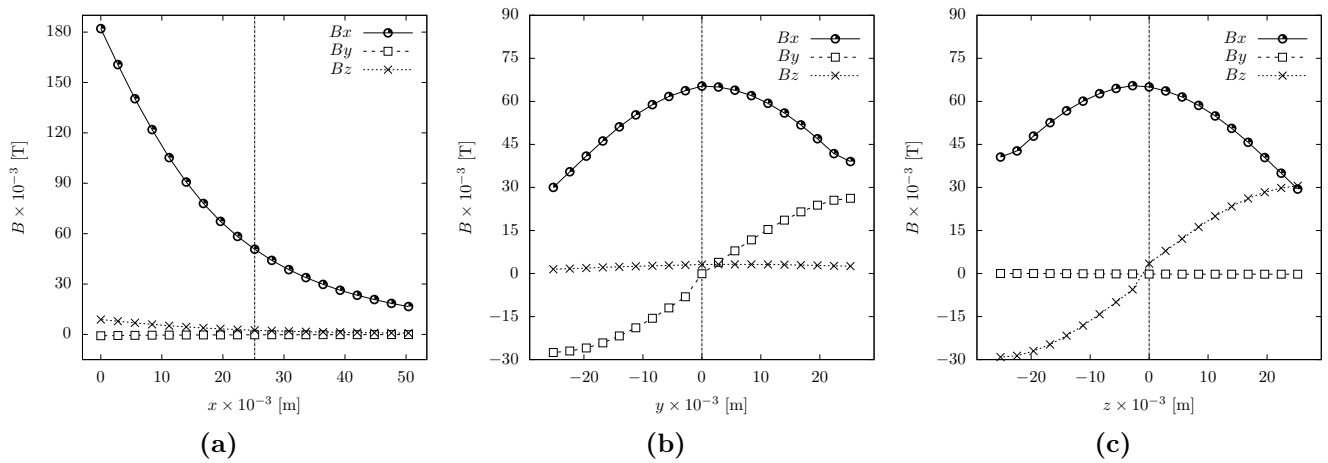 180
150
120
90
60
30
0
B × 10⁻³ [T]
0 10 20 30 40 50
x × 10⁻³ [m]
Bx
By
Bz
(a)
90
75
60
45
30
15
0
−15
−30
B × 10⁻³ [T]
−20 −10 0 10 20
y × 10⁻³ [m]
Bx
By
Bz
(b)
90
75
60
45
30
15
0
−15
−30
B × 10⁻³ [T]
−20 −10 0 10 20
z × 10⁻³ [m]
Bx
By
Bz
(c)